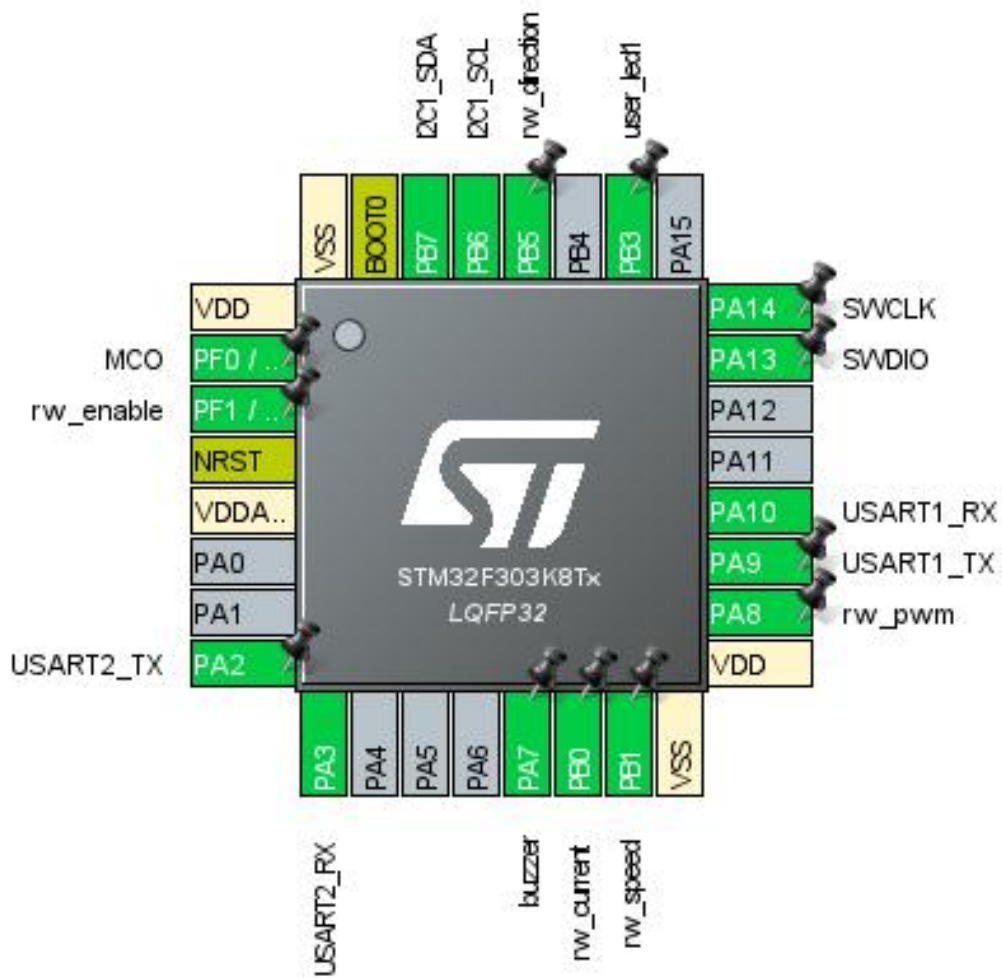 I2C1_SDA
I2C1_SCL
rw_direction
user_led1
VSS
BOOT0
PB7
PB6
PB5
PB4
PB3
PA15
VDD
MCO
PF0 / ..
rw_enable
PF1 / ..
NRST
VDDA..
PA0
PA1
USART2_TX
PA2
PA14
SWCLK
PA13
SWDIO
PA12
PA11
PA10
USART1_RX
PA9
USART1_TX
PA8
rw_pwm
VDD
ST
STM32F303K8Tx
LQFP32
PA3
PA4
PA5
PA6
PA7
PB0
PB1
VSS
USART2_RX
buzzer
rw_current
rw_speed